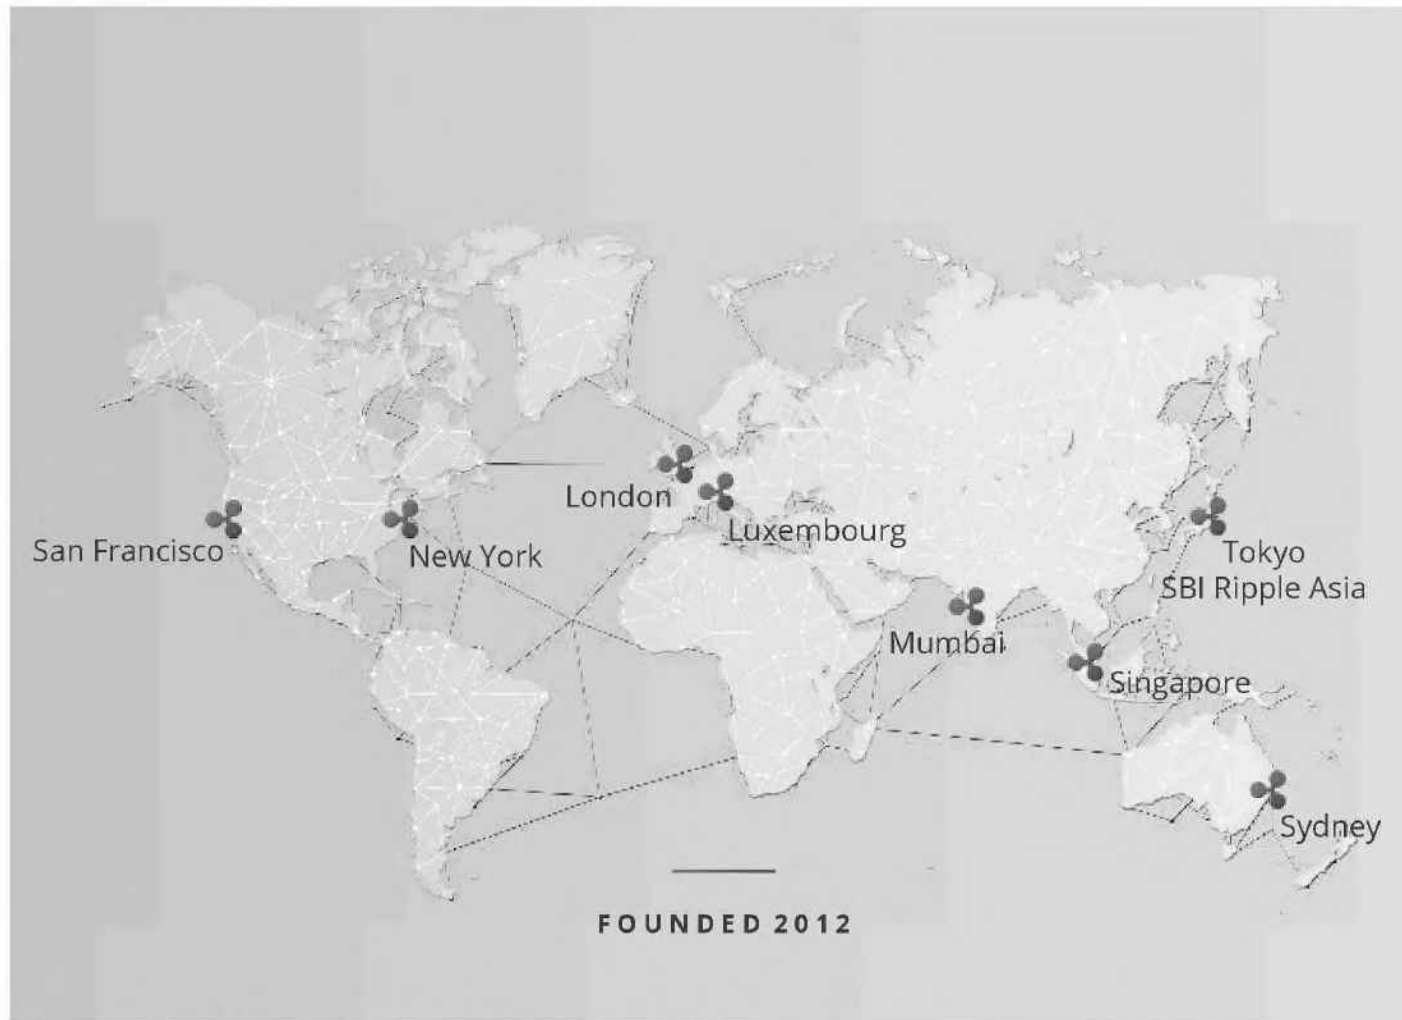 London
Luxembourg
San Francisco
New York
Tokyo
SBI Ripple Asia
Mumbai
Singapore
Sydney
FOUNDED 2012